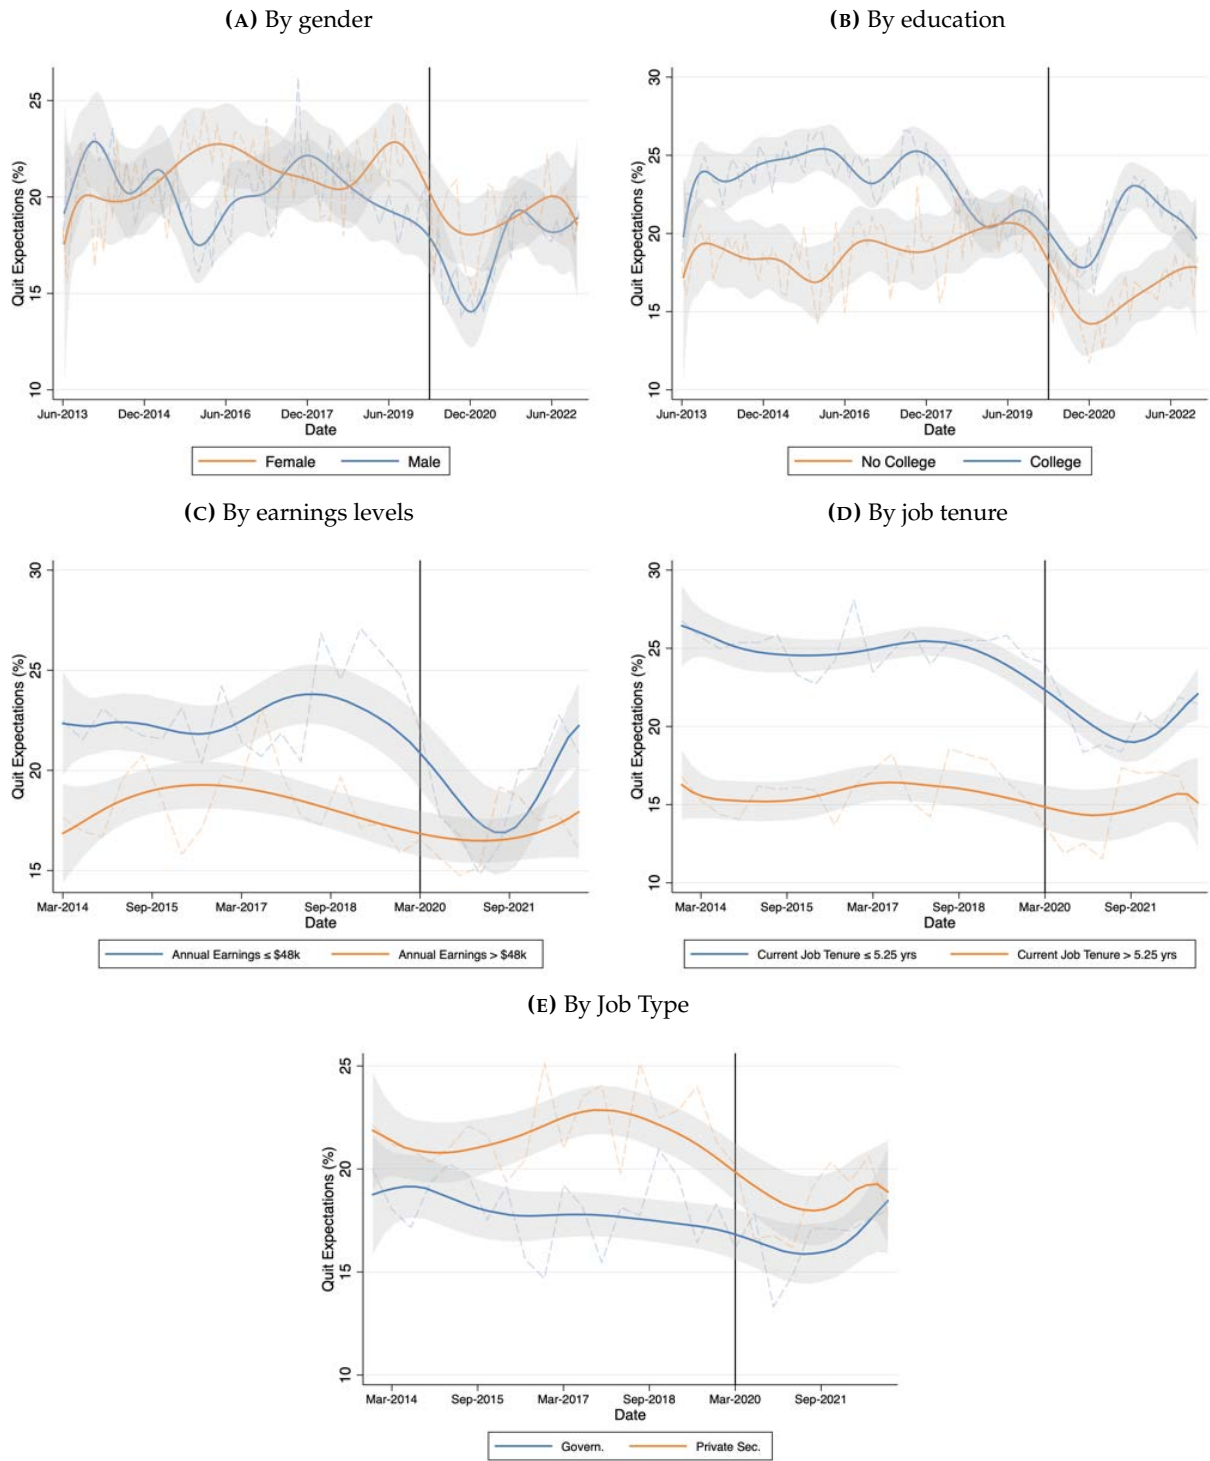 (A) By gender
Quit Expectations (%)
25
20
15
10
Jun-2013 Dec-2014 Jun-2016 Dec-2017 Jun-2019 Dec-2020 Jun-2022
Date
Female Male
(B) By education
Quit Expectations (%)
30
25
20
15
10
Jun-2013 Dec-2014 Jun-2016 Dec-2017 Jun-2019 Dec-2020 Jun-2022
Date
No College College
(C) By earnings levels
Quit Expectations (%)
30
25
20
15
Mar-2014 Sep-2015 Mar-2017 Sep-2018 Mar-2020 Sep-2021
Date
Annual Earnings ≤ $48k Annual Earnings > $48k
(D) By job tenure
Quit Expectations (%)
30
25
20
15
10
Mar-2014 Sep-2015 Mar-2017 Sep-2018 Mar-2020 Sep-2021
Date
Current Job Tenure ≤ 5.25 yrs Current Job Tenure > 5.25 yrs
(E) By Job Type
Quit Expectations (%)
25
20
15
10
Mar-2014 Sep-2015 Mar-2017 Sep-2018 Mar-2020 Sep-2021
Date
Govern. Private Sec.